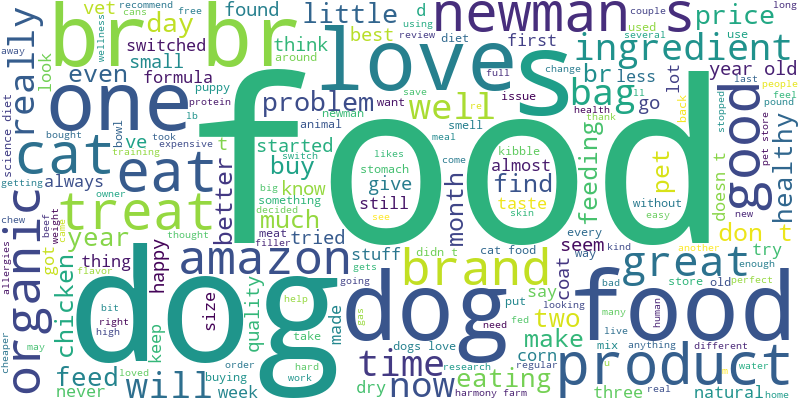 food
dog
dog food
br br
loves
newman s
one
cat
eat
treat
organic
really
amazon
brand
great
product
good
time
now
well
bag
ingredient
price
little
problem
healthy
will
feed
eating
make
two
don t
pet
find
feeding
natural
three
much
buy
better
month
day
year
chicken
happy
quality
size
started
think
best
found
switched
small
formula
even
vet
look
ve
always
thing
tried
stuff
know
give
still
almost
taste
seem
coat
say
corn
dry
week
never
keep
made
got
try
go
lot
less
br
year old
d
first
diet
recommend
cans
free
wellness
away
around
using
review
couple
used
several
use
long
puppy
protein
lb
bowl
newman
animal
want
save
full
issue
smell
change
ll
health
thank
back
last
pound
people
feel
stopped
pet store
new
doesn t
without
easy
every
skin
kibble
likes
stomach
switch
something
big
decided
meat
filler
see
meal
come
re
science diet
bought
took
training
expensive
getting
owner
chew
beef
weight
came
thought
allergies
flavor
bit
right
high
may
cheaper
loved
buying
order
take
hard
work
help
gas
gets
going
didn t
cat food
dogs love
put
looking
fed
need
research
regular
harmony farm
mix
anything
real
live
many
bad
kind
way
store
old
human
different
another
enough
perfect
water
home
t
u